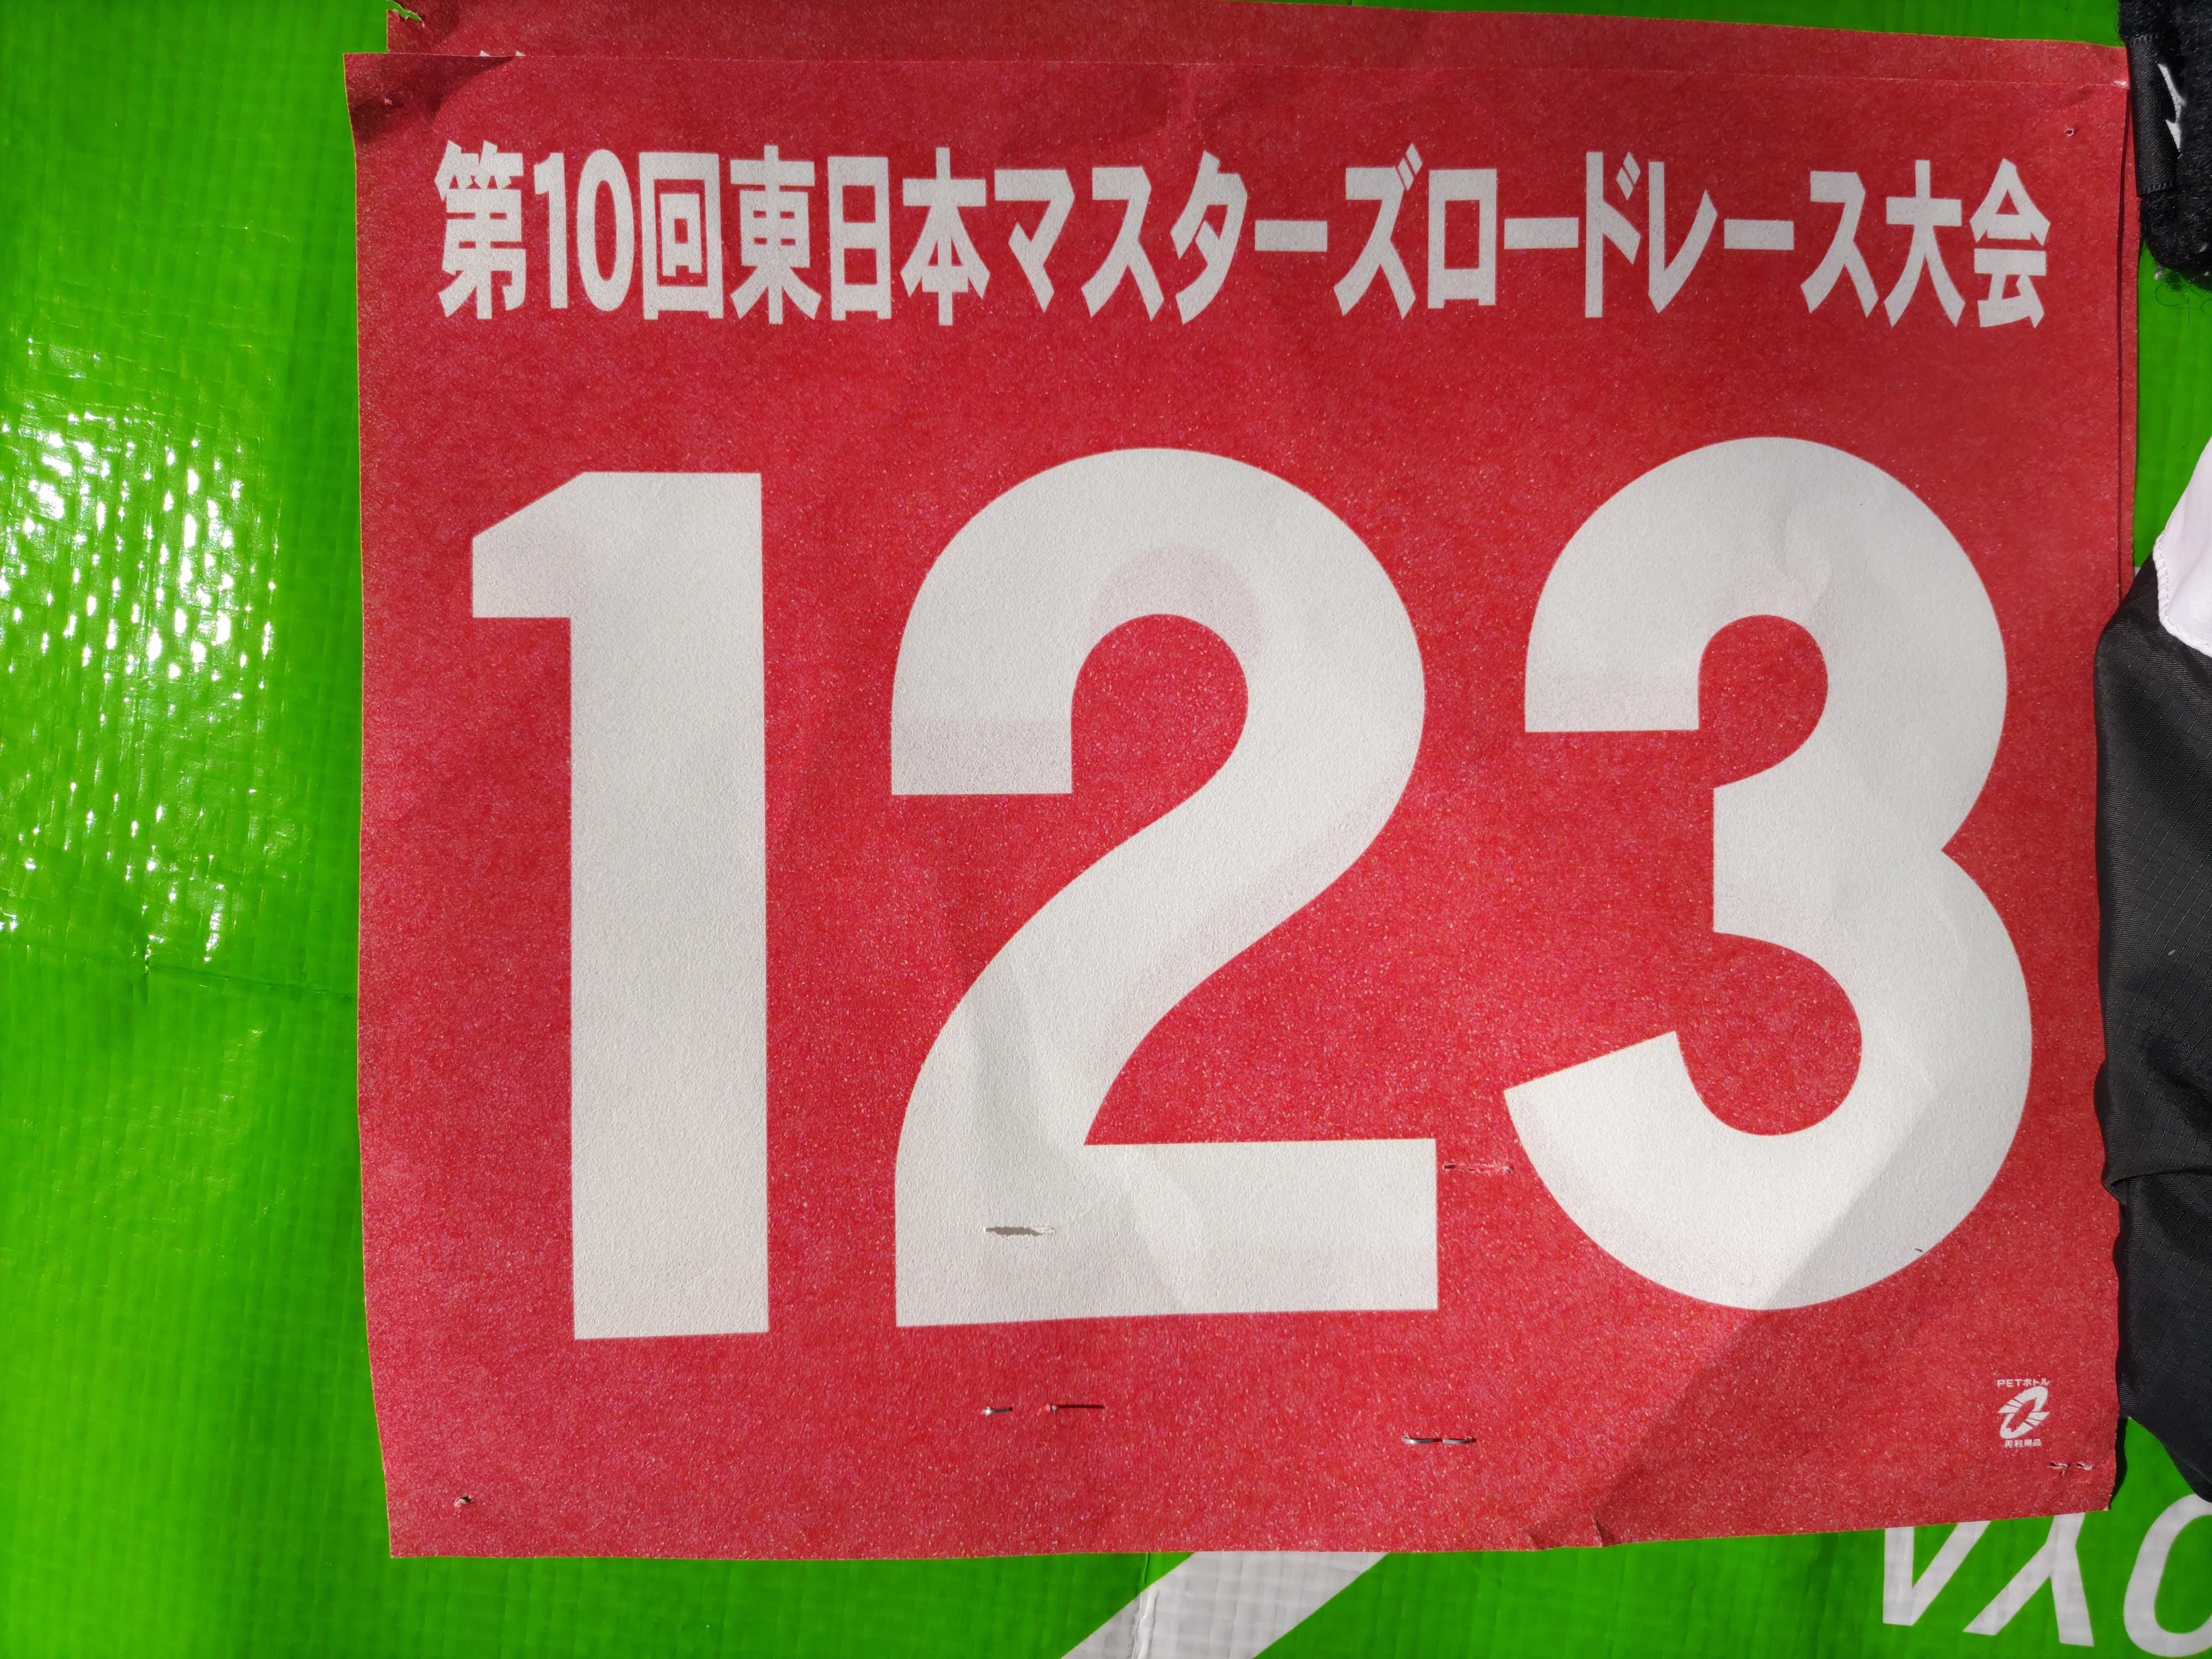 第10回東日本マスターズロードレース大会
123
PETボトル
再利用品